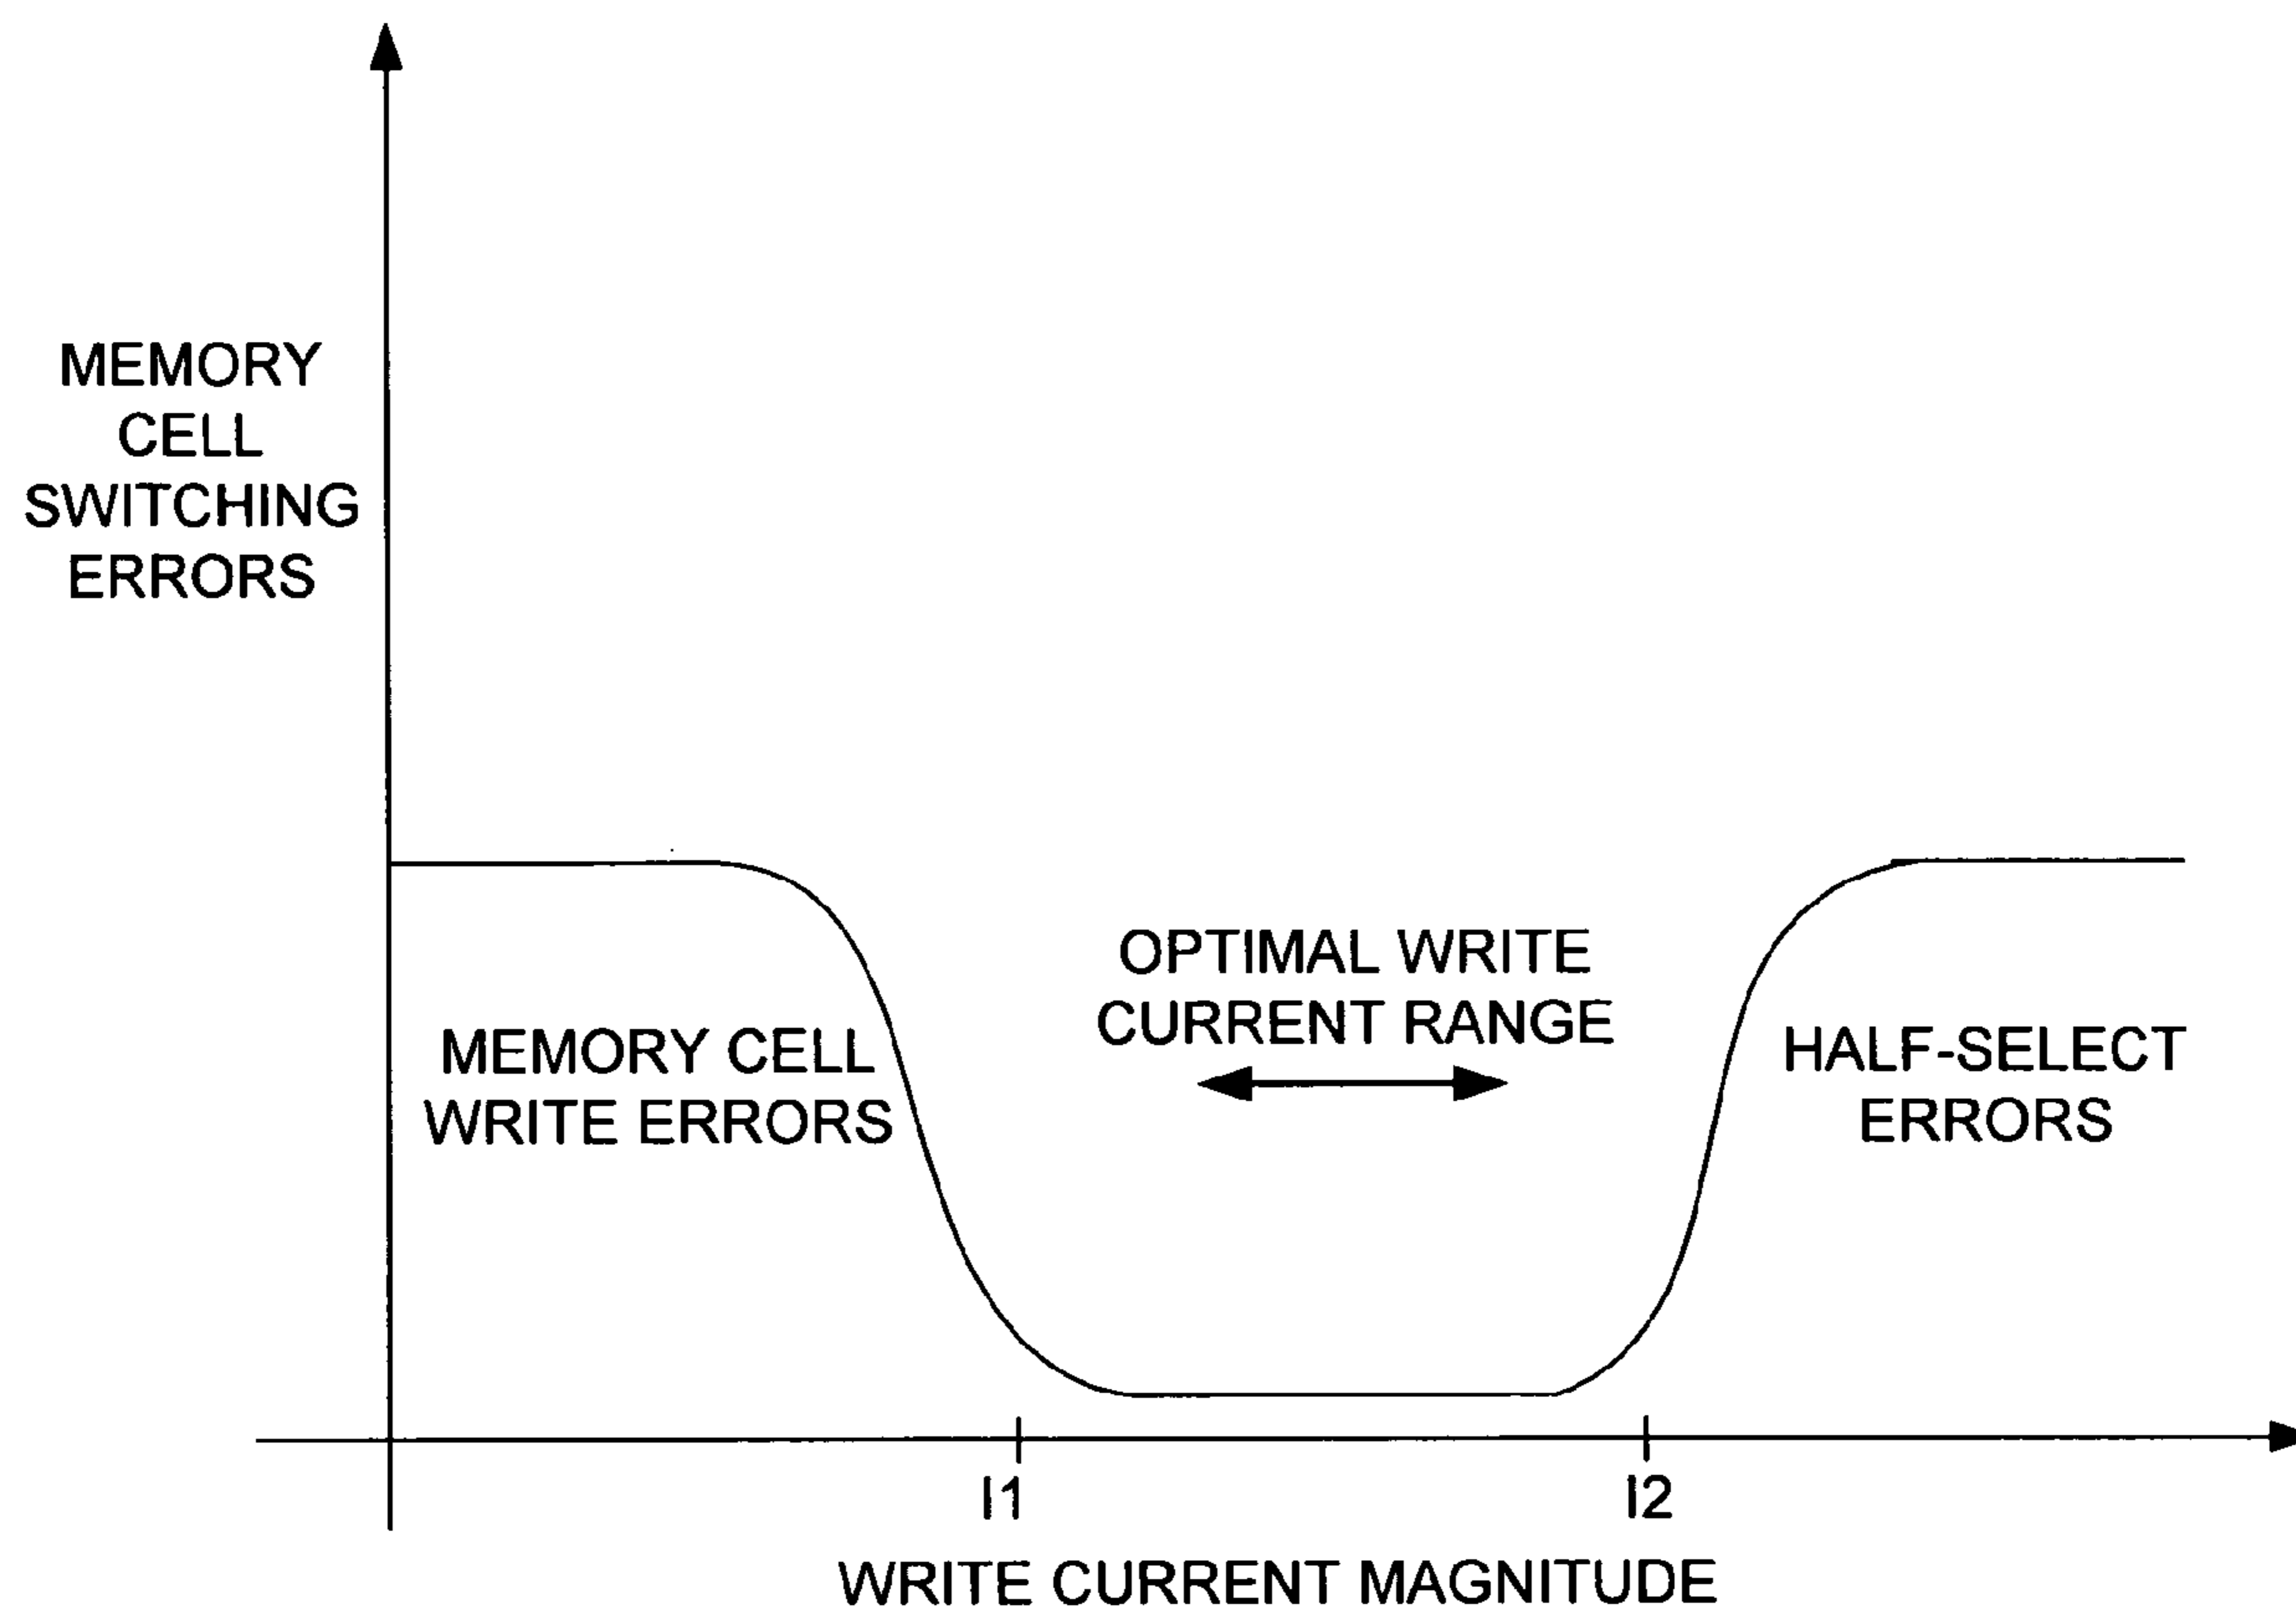 MEMORY
CELL
SWITCHING
ERRORS
OPTIMAL WRITE
CURRENT RANGE
MEMORY CELL
WRITE ERRORS
HALF-SELECT
ERRORS
I1
I2
WRITE CURRENT MAGNITUDE